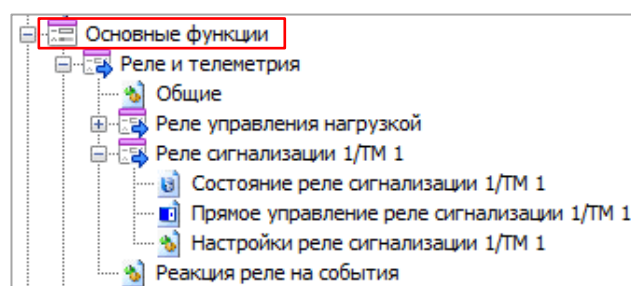 Основные функции
Реле и телеметрия
Общие
Реле управления нагрузкой
Реле сигнализации 1/ТМ 1
Состояние реле сигнализации 1/ТМ 1
Прямое управление реле сигнализации 1/ТМ 1
Настройки реле сигнализации 1/ТМ 1
Реакция реле на события